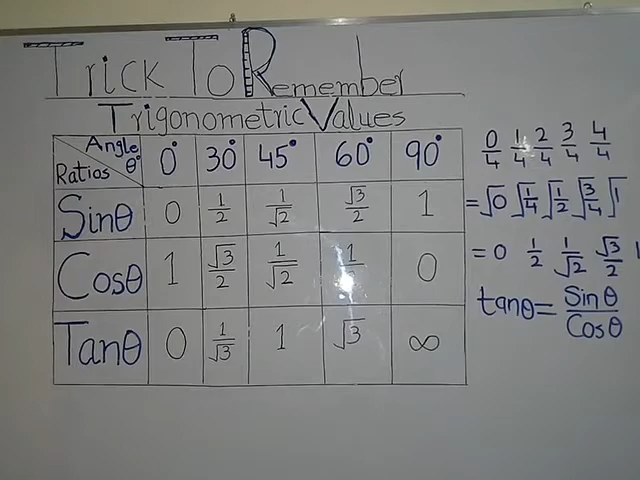 Trick To Remember
Trigonometric Values
Angle θ° Ratios 0° 30° 45° 60° 90°
Sinθ 0 1/2 1/√2 √3/2 1
Cosθ 1 √3/2 1/√2 1/ 0
Tanθ 0 1/√3 1 √3 ∞
0/4 1/4 2/4 3/4 4/4
=√0 √1/4 √1/2 √3/4 √1
= 0 1/2 1/√2 √3/2 1
tanθ= Sinθ/Cosθ